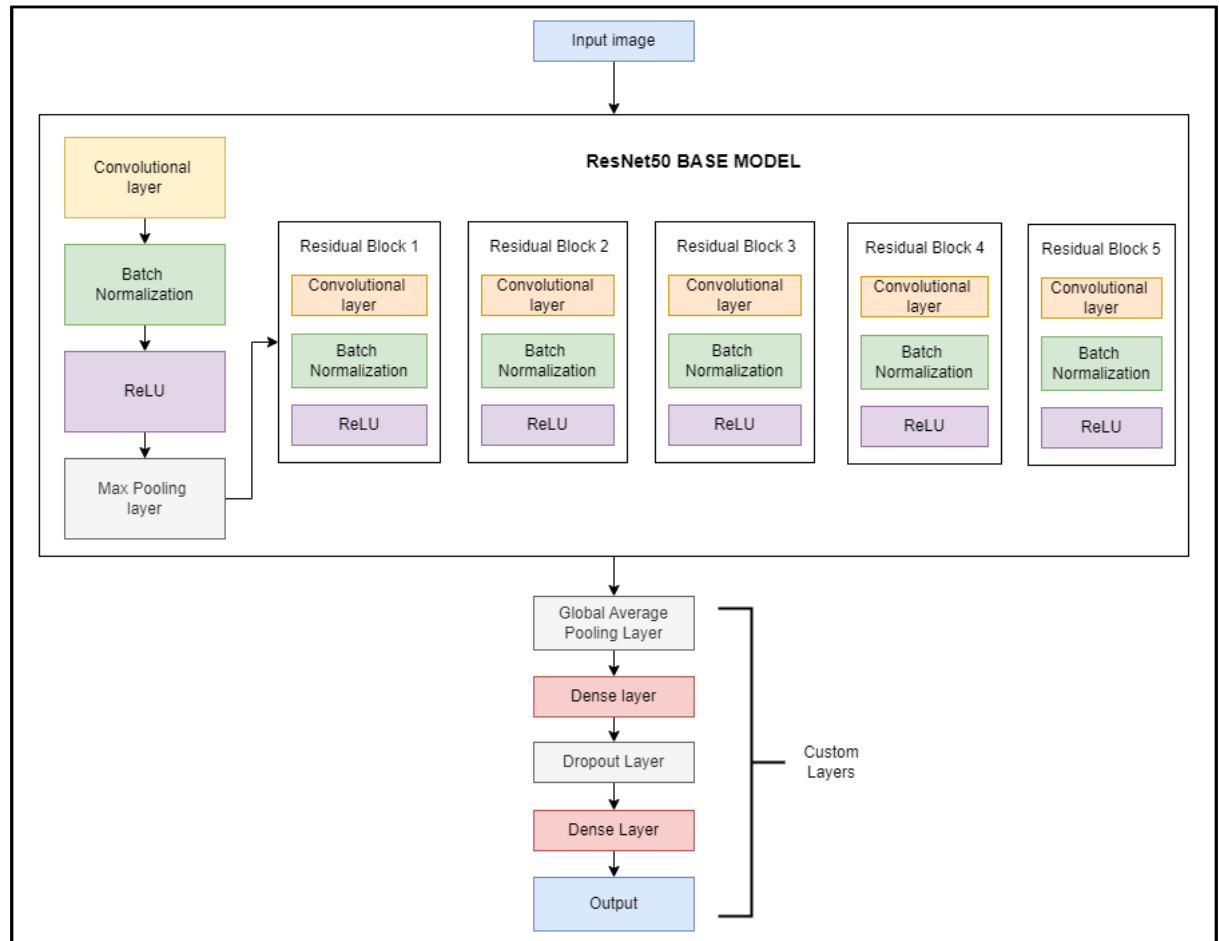 Input image
ResNet50 BASE MODEL
Convolutional
layer
Batch
Normalization
ReLU
Max Pooling
layer
Residual Block 1
Convolutional
layer
Batch
Normalization
ReLU
Residual Block 2
Convolutional
layer
Batch
Normalization
ReLU
Residual Block 3
Convolutional
layer
Batch
Normalization
ReLU
Residual Block 4
Convolutional
layer
Batch
Normalization
ReLU
Residual Block 5
Convolutional
layer
Batch
Normalization
ReLU
Global Average
Pooling Layer
Dense layer
Dropout Layer
Dense Layer
Output
Custom
Layers